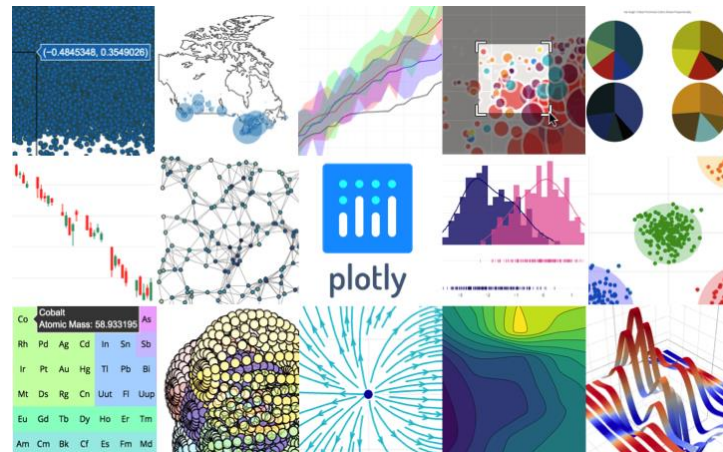 (−0.4845348, 0.3549026)
plotly
Cobalt
Atomic Mass: 58.933195
Co As
Rh Pd Ag Cd In Sn Sb
Ir Pt Au Hg Tl Pb Bi
Mt Ds Rg Cn Uut Fl Uup
Eu Gd Tb Dy Ho Er Tm
Am Cm Bk Cf Es Fm Md